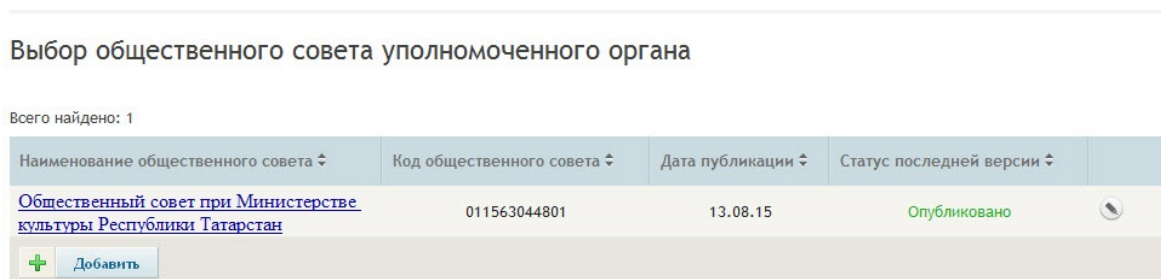 Выбор общественного совета уполномоченного органа
Всего найдено: 1
Наименование общественного совета Код общественного совета Дата публикации Статус последней версии
Общественный совет при Министерстве
культуры Республики Татарстан 011563044801 13.08.15 Опубликовано
Добавить